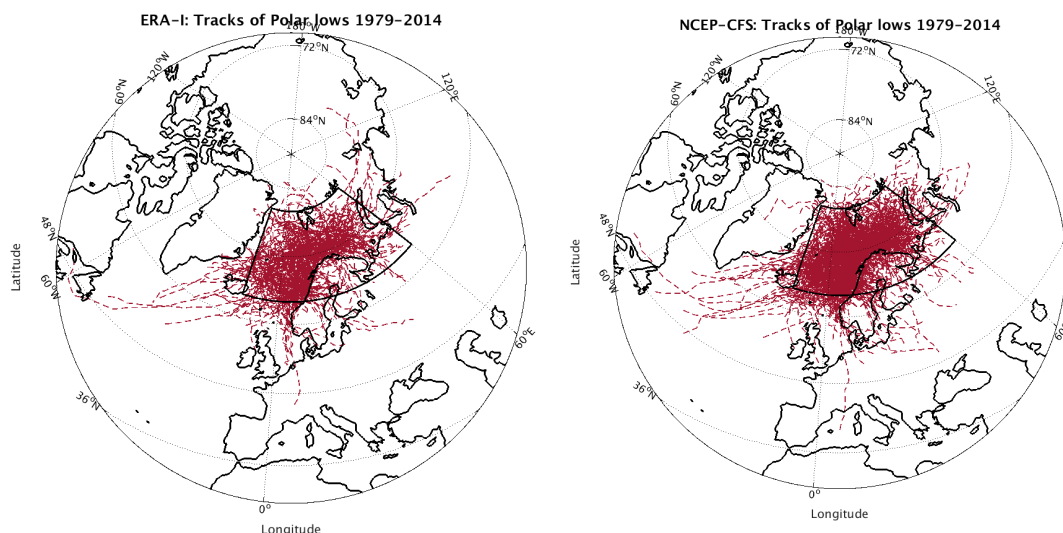 ERA-I: Tracks of Polar lows 1979-2014
180°W
72°N
120°W
60°N
120°E
84°N
48°N
60°W
36°N
60°E
0°
Latitude
Longitude
NCEP-CFS: Tracks of Polar lows 1979-2014
180°W
72°N
120°W
60°N
120°E
84°N
48°N
60°W
36°N
0°
Latitude
Longitude